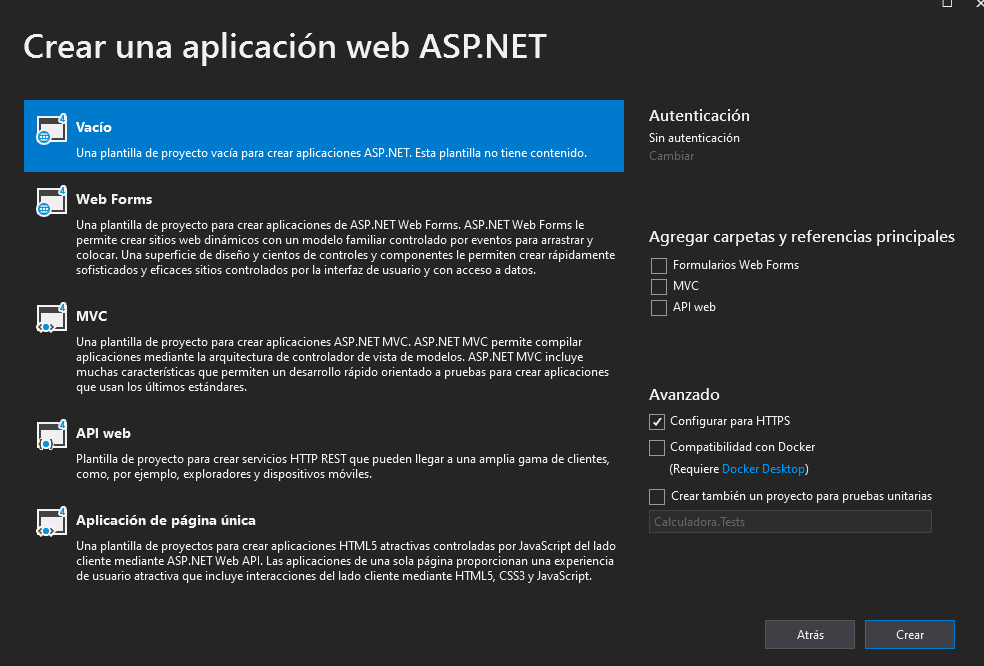 Crear una aplicación web ASP.NET
Vacío
Una plantilla de proyecto vacía para crear aplicaciones ASP.NET. Esta plantilla no tiene contenido.
Web Forms
Una plantilla de proyecto para crear aplicaciones de ASP.NET Web Forms. ASP.NET Web Forms le
permite crear sitios web dinámicos con un modelo familiar controlado por eventos para arrastrar y
colocar. Una superficie de diseño y cientos de controles y componentes le permiten crear rápidamente
sofisticados y eficaces sitios controlados por la interfaz de usuario y con acceso a datos.
MVC
Una plantilla de proyecto para crear aplicaciones ASP.NET MVC. ASP.NET MVC permite compilar
aplicaciones mediante la arquitectura de controlador de vista de modelos. ASP.NET MVC incluye
muchas características que permiten un desarrollo rápido orientado a pruebas para crear aplicaciones
que usan los últimos estándares.
API web
Plantilla de proyecto para crear servicios HTTP REST que pueden llegar a una amplia gama de clientes,
como, por ejemplo, exploradores y dispositivos móviles.
Aplicación de página única
Una plantilla de proyectos para crear aplicaciones HTML5 atractivas controladas por JavaScript del lado
cliente mediante ASP.NET Web API. Las aplicaciones de una sola página proporcionan una experiencia
de usuario atractiva que incluye interacciones del lado cliente mediante HTML5, CSS3 y JavaScript.
Autenticación
Sin autenticación
Cambiar
Agregar carpetas y referencias principales
Formularios Web Forms
MVC
API web
Avanzado
Configurar para HTTPS
Compatibilidad con Docker
(Requiere Docker Desktop)
Crear también un proyecto para pruebas unitarias
Calculadora.Tests
Atrás
Crear